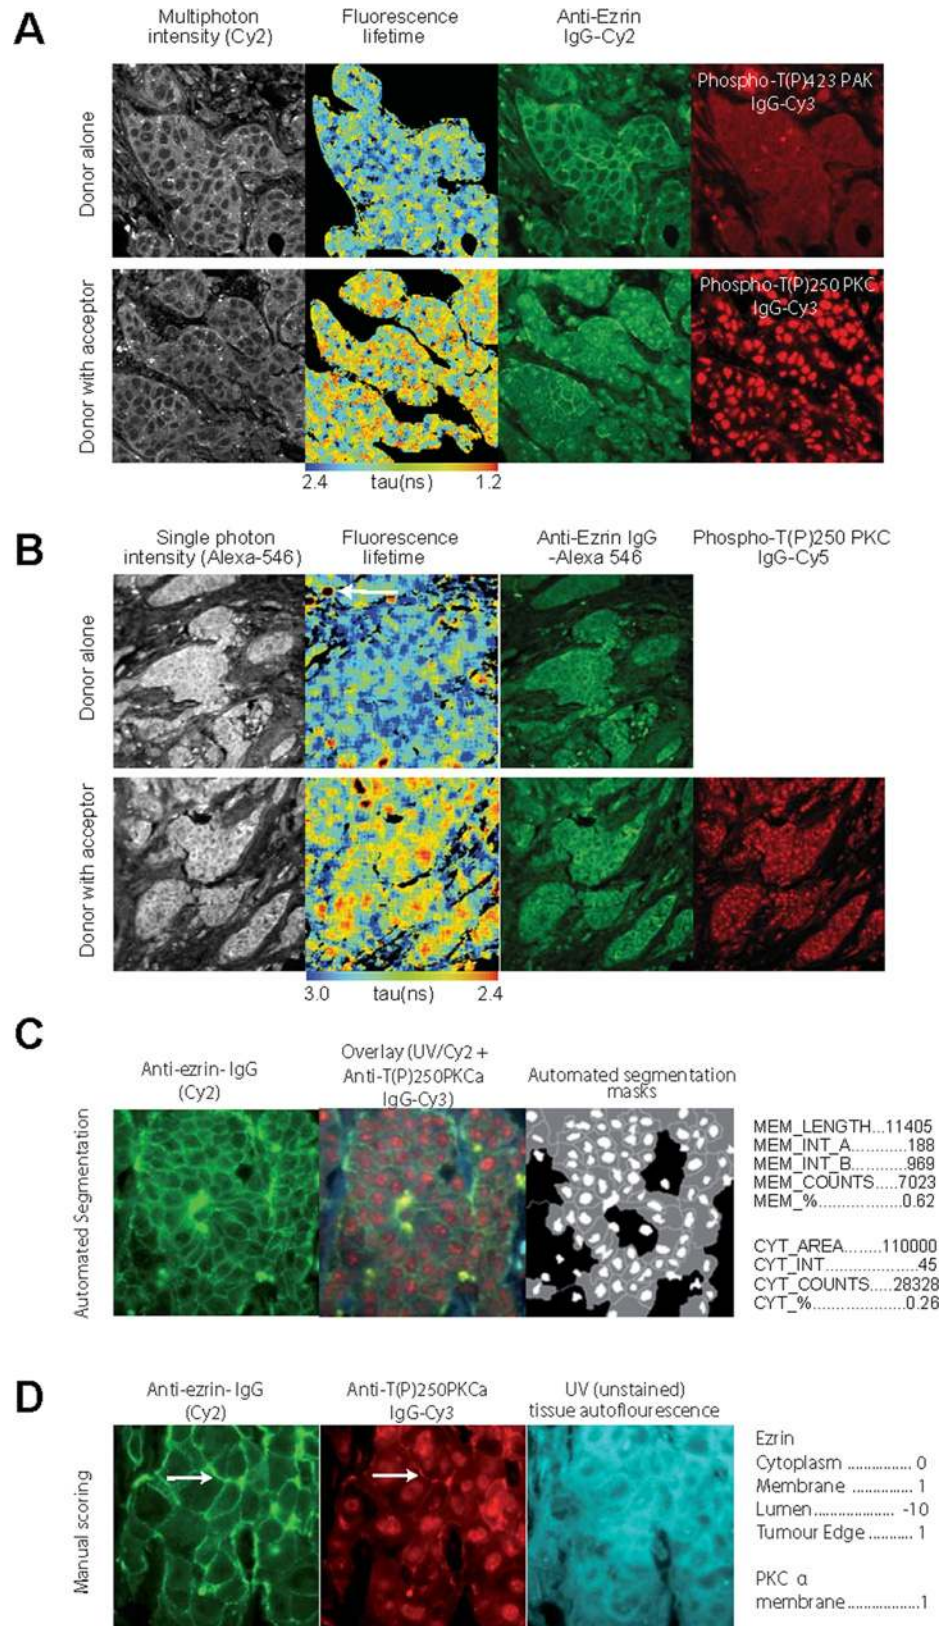 A
Multiphoton
intensity (Cy2)
Fluorescence
lifetime
Anti-Ezrin
IgG-Cy2
Donor alone
Phospho-T(P)423 PAK
IgG-Cy3
Donor with acceptor
Phospho-T(P)250 PKC
IgG-Cy3
2.4 tau(ns) 1.2
B
Single photon
intensity (Alexa-546)
Fluorescence
lifetime
Anti-Ezrin IgG
-Alexa 546
Phospho-T(P)250 PKC
IgG-Cy5
Donor alone
Donor with acceptor
3.0 tau(ns) 2.4
C
Anti-ezrin- IgG
(Cy2)
Overlay (UV/Cy2 +
Anti-T(P)250PKCa
IgG-Cy3)
Automated segmentation
masks
Automated Segmentation
MEM_LENGTH...11405
MEM_INT_A...........188
MEM_INT_B...........969
MEM_COUNTS....7023
MEM_%................0.62
CYT_AREA.......110000
CYT_INT...................45
CYT_COUNTS.....28328
CYT_%..................0.26
D
Anti-ezrin- IgG
(Cy2)
Anti-T(P)250PKCa
IgG-Cy3
UV (unstained)
tissue autoflourescence
Manual scoring
Ezrin
Cytoplasm ............... 0
Membrane ............... 1
Lumen.................... -10
Tumour Edge .......... 1
PKC α
membrane .................1